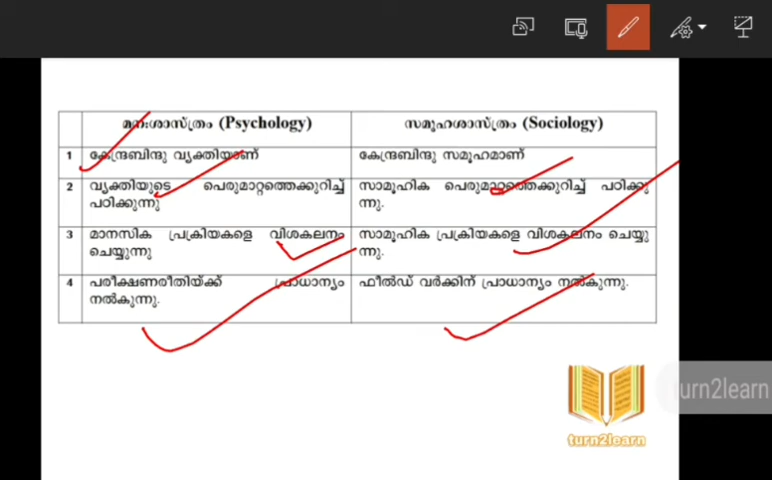 മനഃശാസ്ത്രം (Psychology) സമൂഹശാസ്ത്രം (Sociology)
1 കേന്ദ്രബിന്ദു വ്യക്തിയാണ് കേന്ദ്രബിന്ദു സമൂഹമാണ്
2 വ്യക്തിയുടെ പെരുമാറ്റത്തെക്കുറിച്ച് സാമൂഹിക പെരുമാറ്റത്തെക്കുറിച്ച് പഠിക്കു
പഠിക്കുന്നു ന്നു.
3 മാനസിക പ്രക്രിയകളെ വിശകലനം സാമൂഹിക പ്രക്രിയകളെ വിശകലനം ചെയ്യു
ചെയ്യുന്നു ന്നു.
4 പരീക്ഷണരീതിയ്ക്ക് പ്രാധാന്യം ഫീൽഡ് വർക്കിന് പ്രാധാന്യം നൽകുന്നു.
നൽകുന്നു.
turn2learn
turn2learn